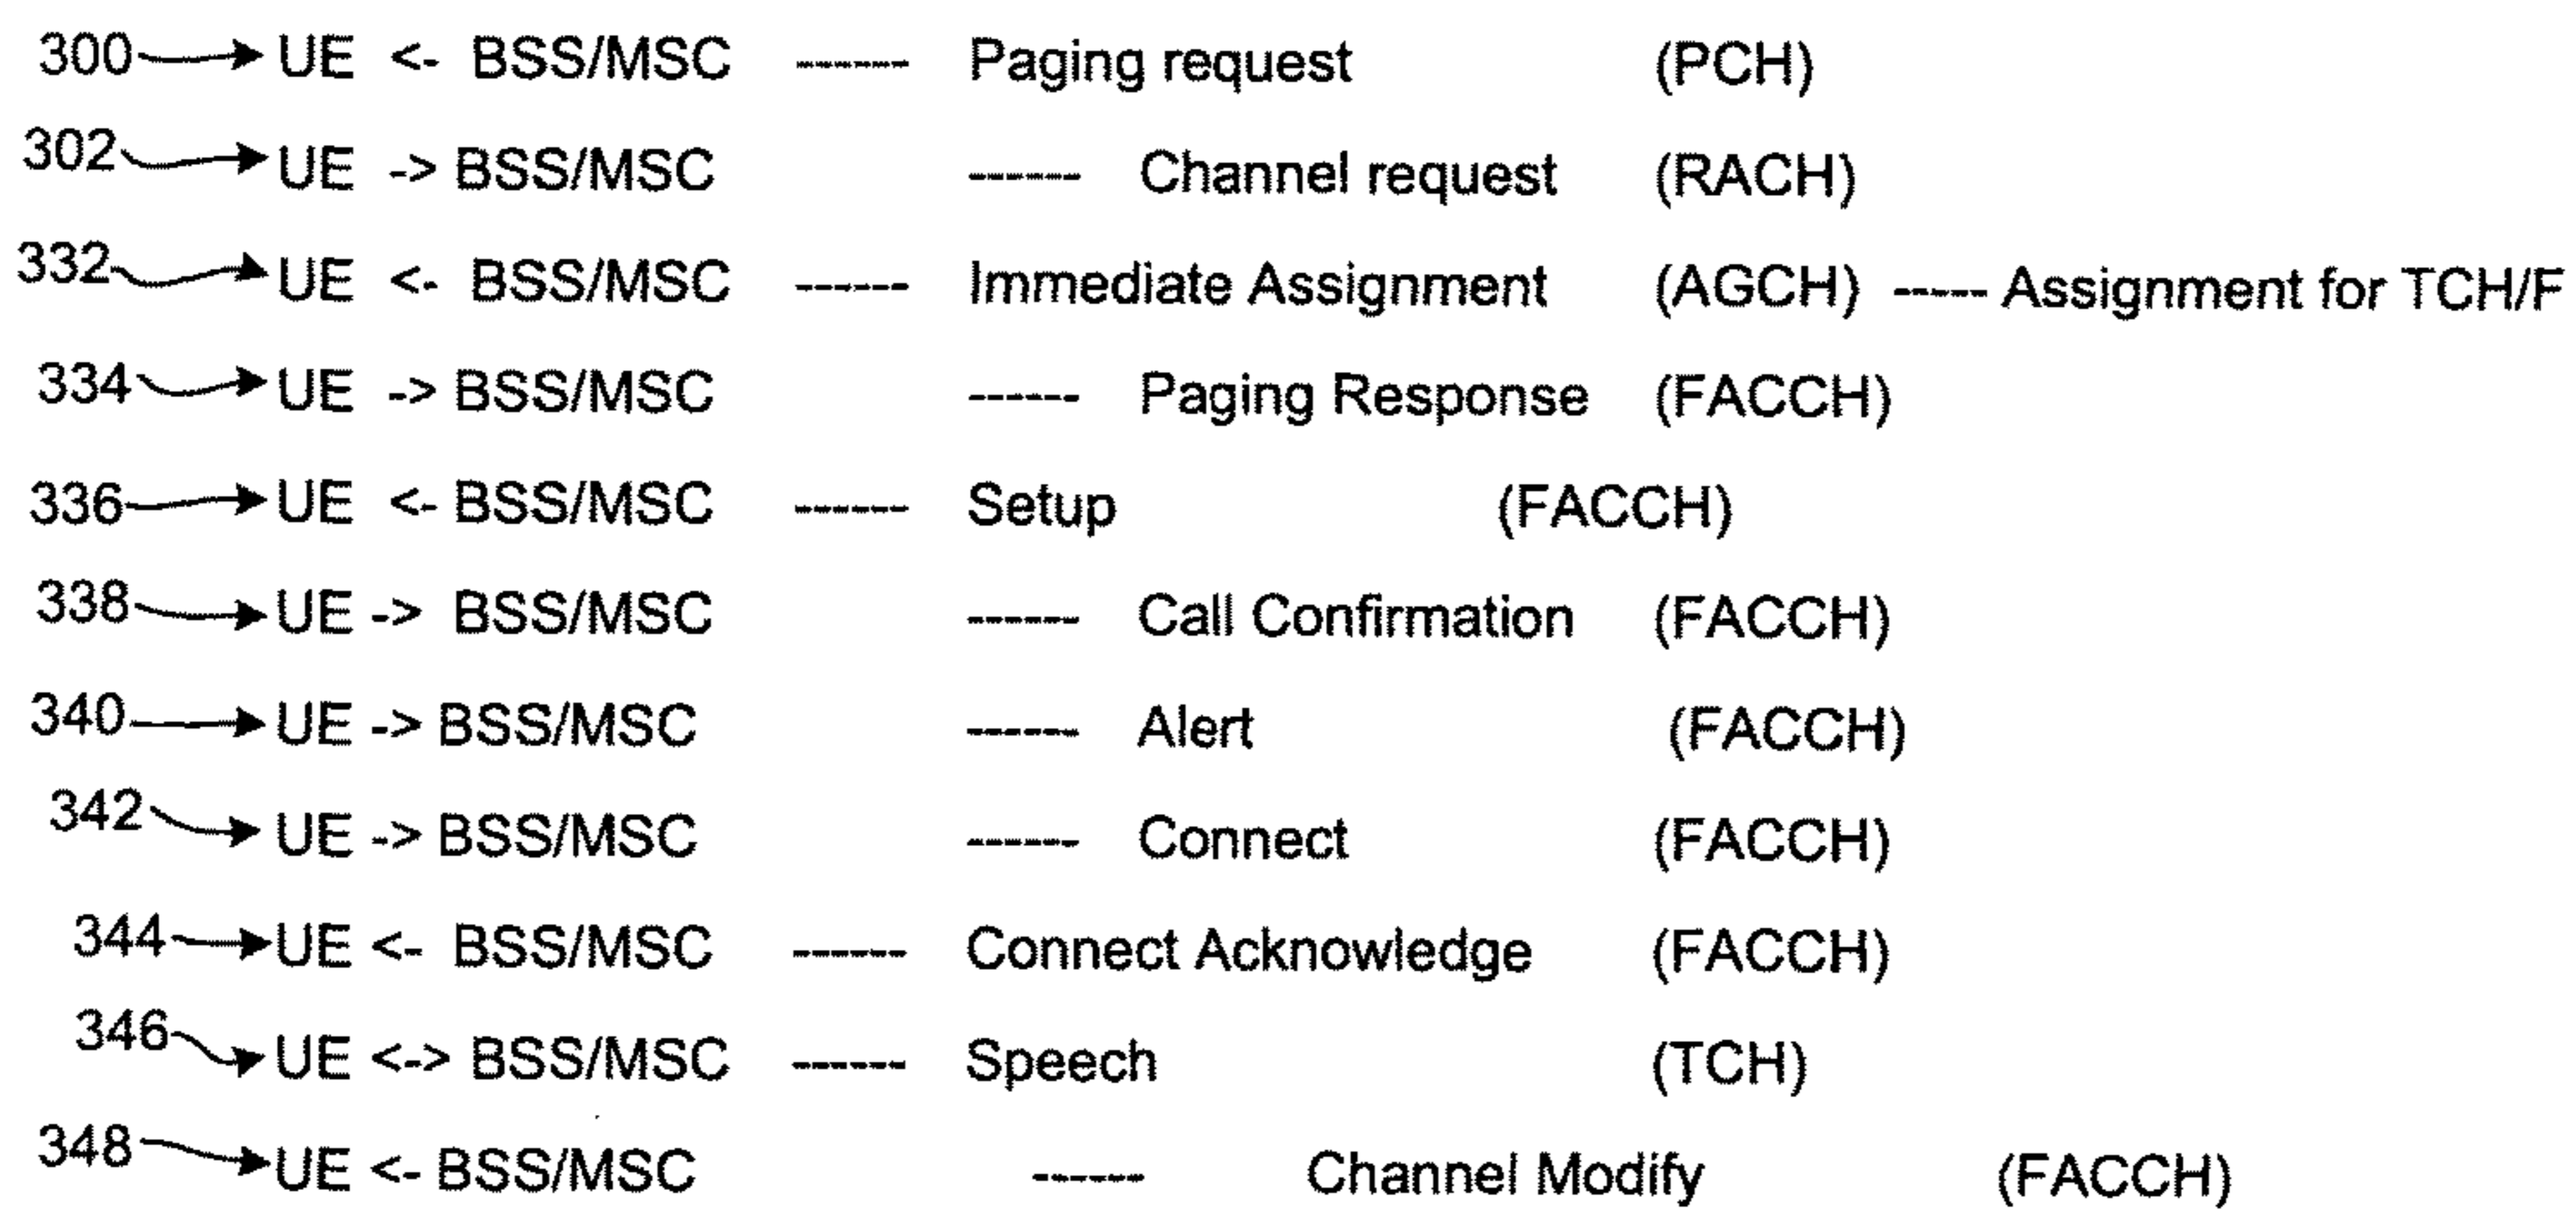 300 UE <- BSS/MSC ------ Paging request (PCH)
302 UE -> BSS/MSC ------ Channel request (RACH)
332 UE <- BSS/MSC ------ Immediate Assignment (AGCH) ----- Assignment for TCH/F
334 UE -> BSS/MSC ------ Paging Response (FACCH)
336 UE <- BSS/MSC ------ Setup (FACCH)
338 UE -> BSS/MSC ------ Call Confirmation (FACCH)
340 UE -> BSS/MSC ------ Alert (FACCH)
342 UE -> BSS/MSC ------ Connect (FACCH)
344 UE <- BSS/MSC ------ Connect Acknowledge (FACCH)
346 UE <-> BSS/MSC ------ Speech (TCH)
348 UE <- BSS/MSC ------ Channel Modify (FACCH)